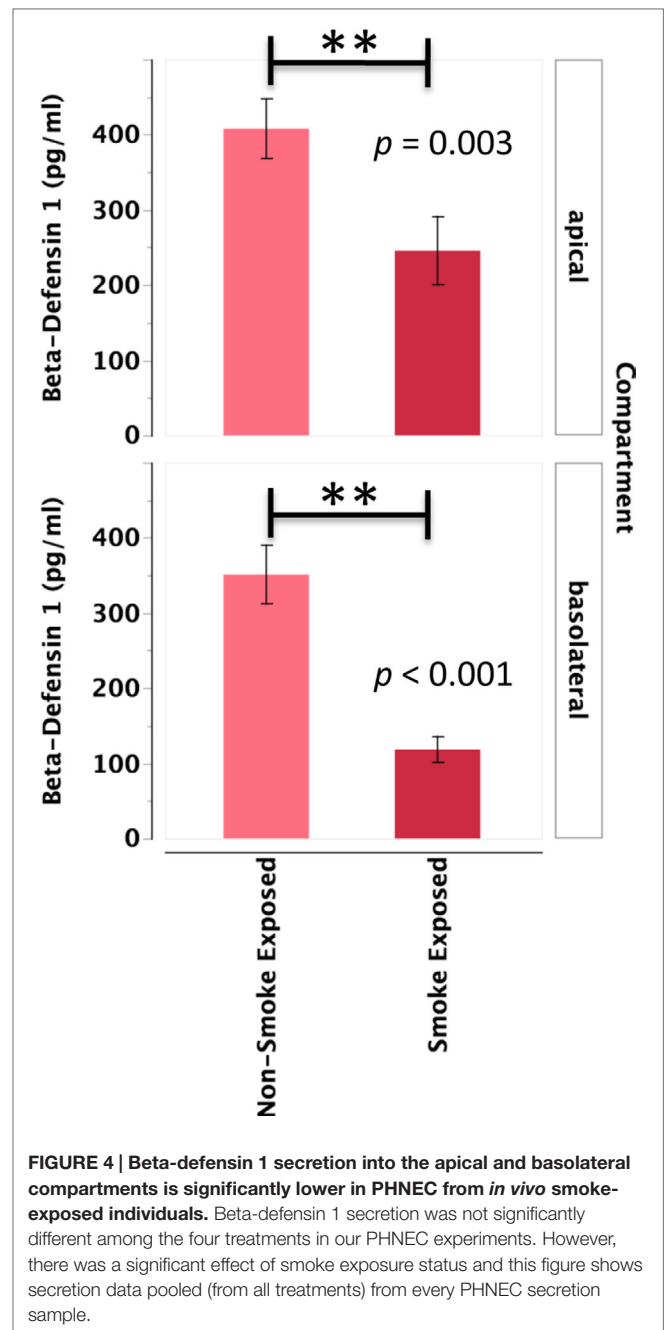 **
p = 0.003
Beta-Defensin 1 (pg/ml)
400
300
200
100
0
apical
Compartment
**
p < 0.001
Beta-Defensin 1 (pg/ml)
400
300
200
100
0
basolateral
Non-Smoke Exposed
Smoke Exposed
FIGURE 4 | Beta-defensin 1 secretion into the apical and basolateral
compartments is significantly lower in PHNEC from in vivo smoke-
exposed individuals. Beta-defensin 1 secretion was not significantly
different among the four treatments in our PHNEC experiments. However,
there was a significant effect of smoke exposure status and this figure shows
secretion data pooled (from all treatments) from every PHNEC secretion
sample.